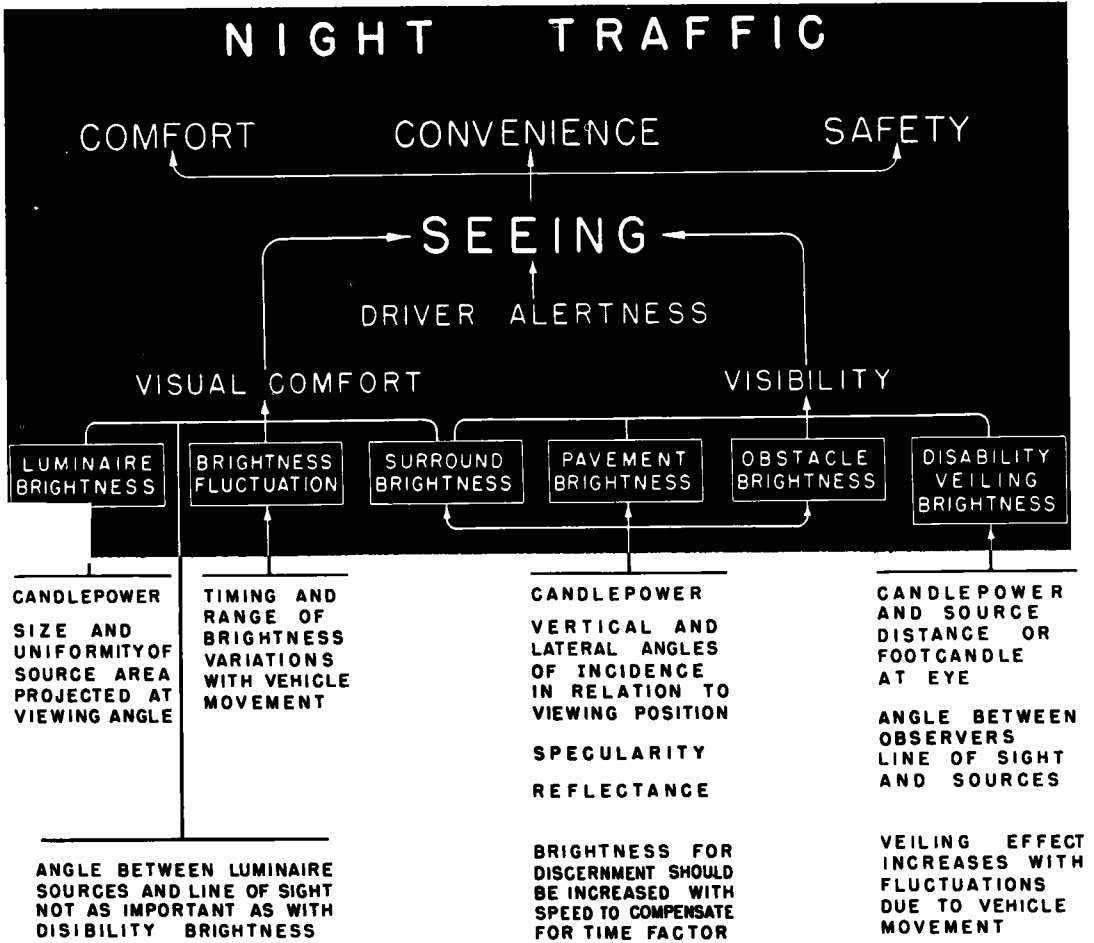 NIGHT TRAFFIC
COMFORT
CONVENIENCE
SAFETY
SEEING
DRIVER ALERTNESS
VISUAL COMFORT
VISIBILITY
LUMINAIRE
BRIGHTNESS
BRIGHTNESS
FLUCTUATION
SURROUND
BRIGHTNESS
PAVEMENT
BRIGHTNESS
OBSTACLE
BRIGHTNESS
DISABILITY
VEILING
BRIGHTNESS
CANDLEPOWER
SIZE AND
UNIFORMITY OF
SOURCE AREA
PROJECTED AT
VIEWING ANGLE
TIMING AND
RANGE OF
BRIGHTNESS
VARIATIONS
WITH VEHICLE
MOVEMENT
CANDLEPOWER
VERTICAL AND
LATERAL ANGLES
OF INCIDENCE
IN RELATION TO
VIEWING POSITION
SPECULARITY
REFLECTANCE
BRIGHTNESS FOR
DISCERNMENT SHOULD
BE INCREASED WITH
SPEED TO COMPENSATE
FOR TIME FACTOR
CANDLEPOWER
AND SOURCE
DISTANCE OR
FOOTCANDLE
AT EYE
ANGLE BETWEEN
OBSERVERS
LINE OF SIGHT
AND SOURCES
VEILING EFFECT
INCREASES WITH
FLUCTUATIONS
DUE TO VEHICLE
MOVEMENT
ANGLE BETWEEN LUMINAIRE
SOURCES AND LINE OF SIGHT
NOT AS IMPORTANT AS WITH
DISIBILITY BRIGHTNESS